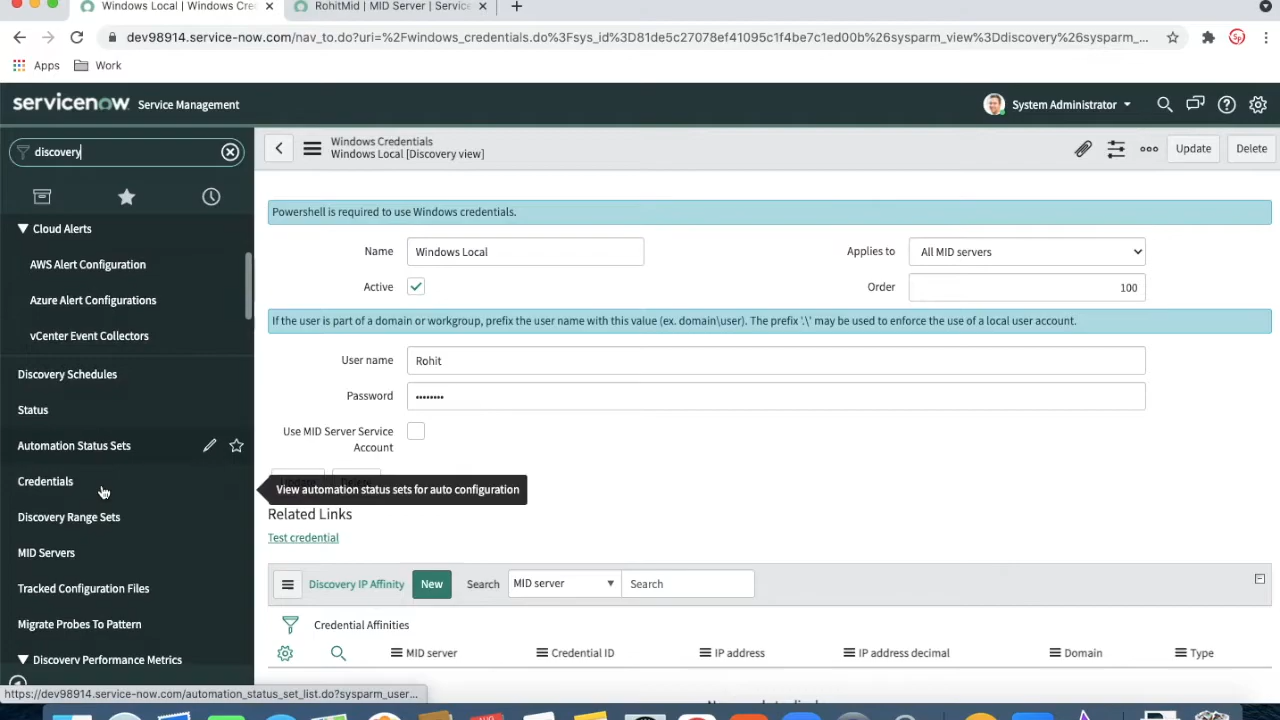 Windows Local | Windows Cre
RohitMid | MID Server | Service
dev98914.service-now.com/nav_to.do?uri=%2Fwindows_credentials.do%3Fsys_id%3D81de5c27078ef41095c1f4be7c1ed00b%26sysparm_view%3Ddiscovery%26sysparm_...
Apps
Work
servicenow Service Management
System Administrator
discovery
Windows Credentials
Windows Local [Discovery view]
Update
Delete
Cloud Alerts
AWS Alert Configuration
Azure Alert Configurations
vCenter Event Collectors
Discovery Schedules
Status
Automation Status Sets
Credentials
Discovery Range Sets
MID Servers
Tracked Configuration Files
Migrate Probes To Pattern
Discovery Performance Metrics
Powershell is required to use Windows credentials.
Name Windows Local
Applies to All MID servers
Active
Order 100
If the user is part of a domain or workgroup, prefix the user name with this value (ex. domain\user). The prefix '.\' may be used to enforce the use of a local user account.
User name Rohit
Password ••••••••
Use MID Server Service
Account
View automation status sets for auto configuration
Related Links
Test credential
Discovery IP Affinity New Search MID server Search
Credential Affinities
MID server Credential ID IP address IP address decimal Domain Type
https://dev98914.service-now.com/automation_status_set_list.do?sysparm_user...